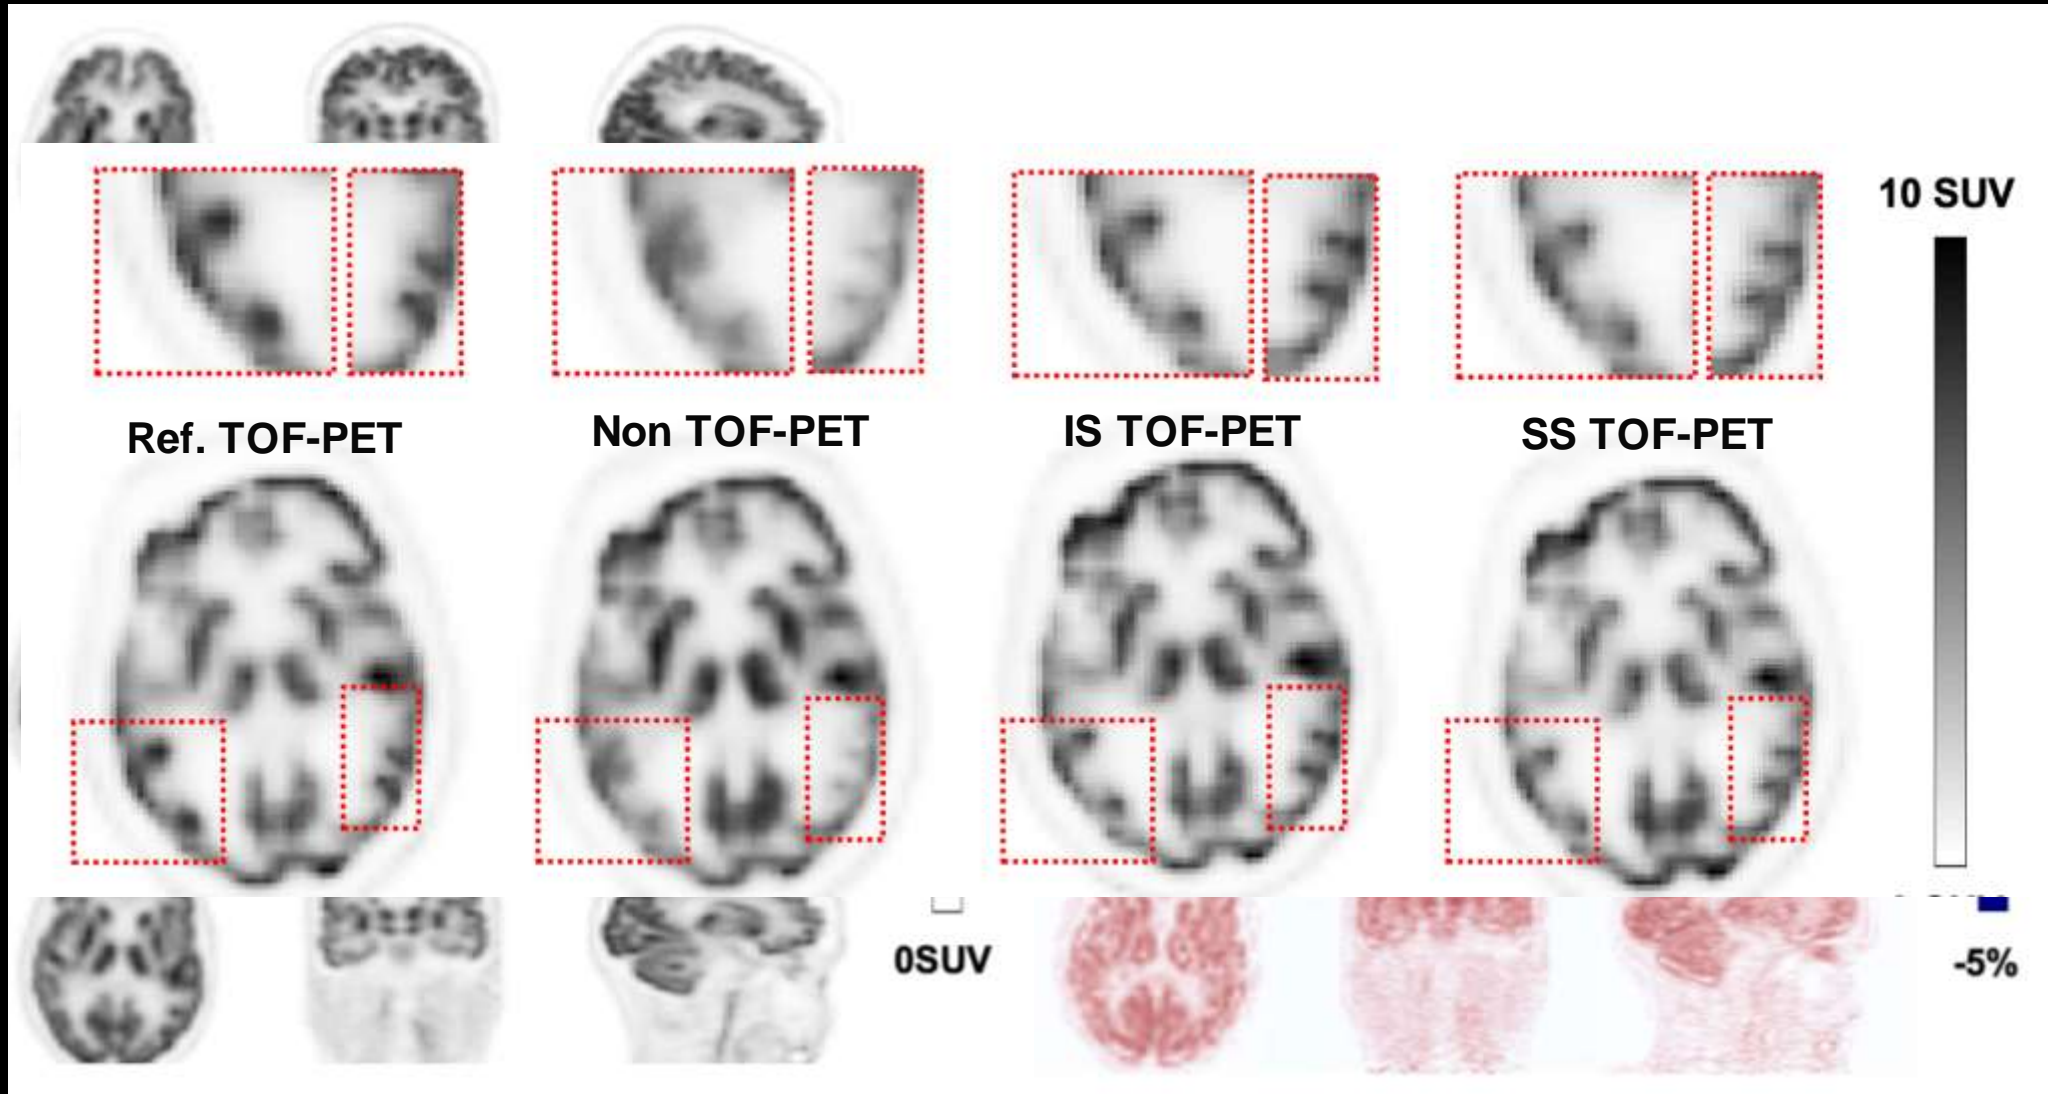 10 SUV
Ref. TOF-PET
Non TOF-PET
IS TOF-PET
SS TOF-PET
0SUV
-5%